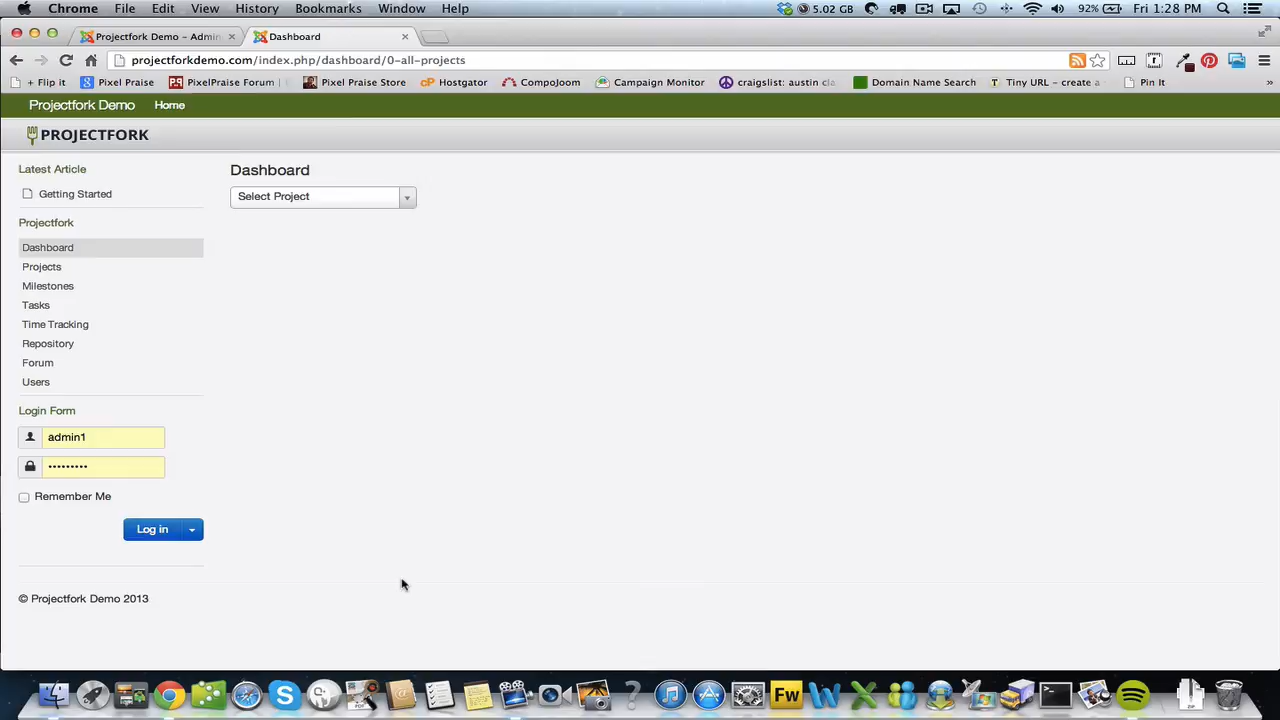 Chrome File Edit View History Bookmarks Window Help 5.02 GB 92% Fri 1:28 PM
Projectfork Demo – Admin Dashboard
projectforkdemo.com/index.php/dashboard/0-all-projects
+ Flip it Pixel Praise PixelPraise Forum | Pixel Praise Store Hostgator CompoJoom Campaign Monitor craigslist: austin cla Domain Name Search Tiny URL – create a Pin It »
Projectfork Demo Home
PROJECTFORK
Latest Article
Getting Started
Projectfork
Dashboard
Projects
Milestones
Tasks
Time Tracking
Repository
Forum
Users
Login Form
admin1
•••••••••
Remember Me
Log in
© Projectfork Demo 2013
Dashboard
Select Project
PDF
?
Fw
W
X
ZIP